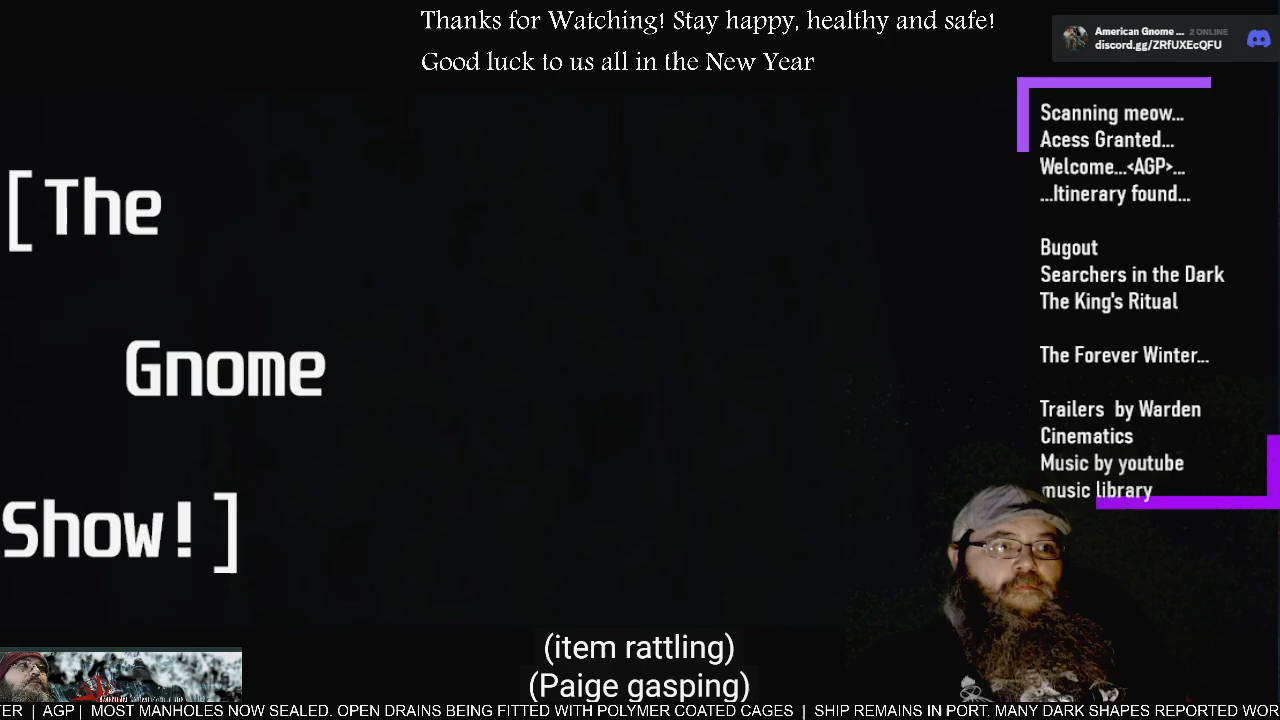 Thanks for Watching! Stay happy, healthy and safe!
Good luck to us all in the New Year
American Gnome ... 2 ONLINE
discord.gg/ZRfUXEcQFU
Scanning meow...
Acess Granted...
Welcome...<AGP>...
...Itinerary found...
Bugout
Searchers in the Dark
The King's Ritual
The Forever Winter...
Trailers by Warden
Cinematics
Music by youtube
music library
[The
Gnome
Show!]
(item rattling)
(Paige gasping)
TER | AGP | MOST MANHOLES NOW SEALED. OPEN DRAINS BEING FITTED WITH POLYMER COATED CAGES | SHIP REMAINS IN PORT. MANY DARK SHAPES REPORTED WOR